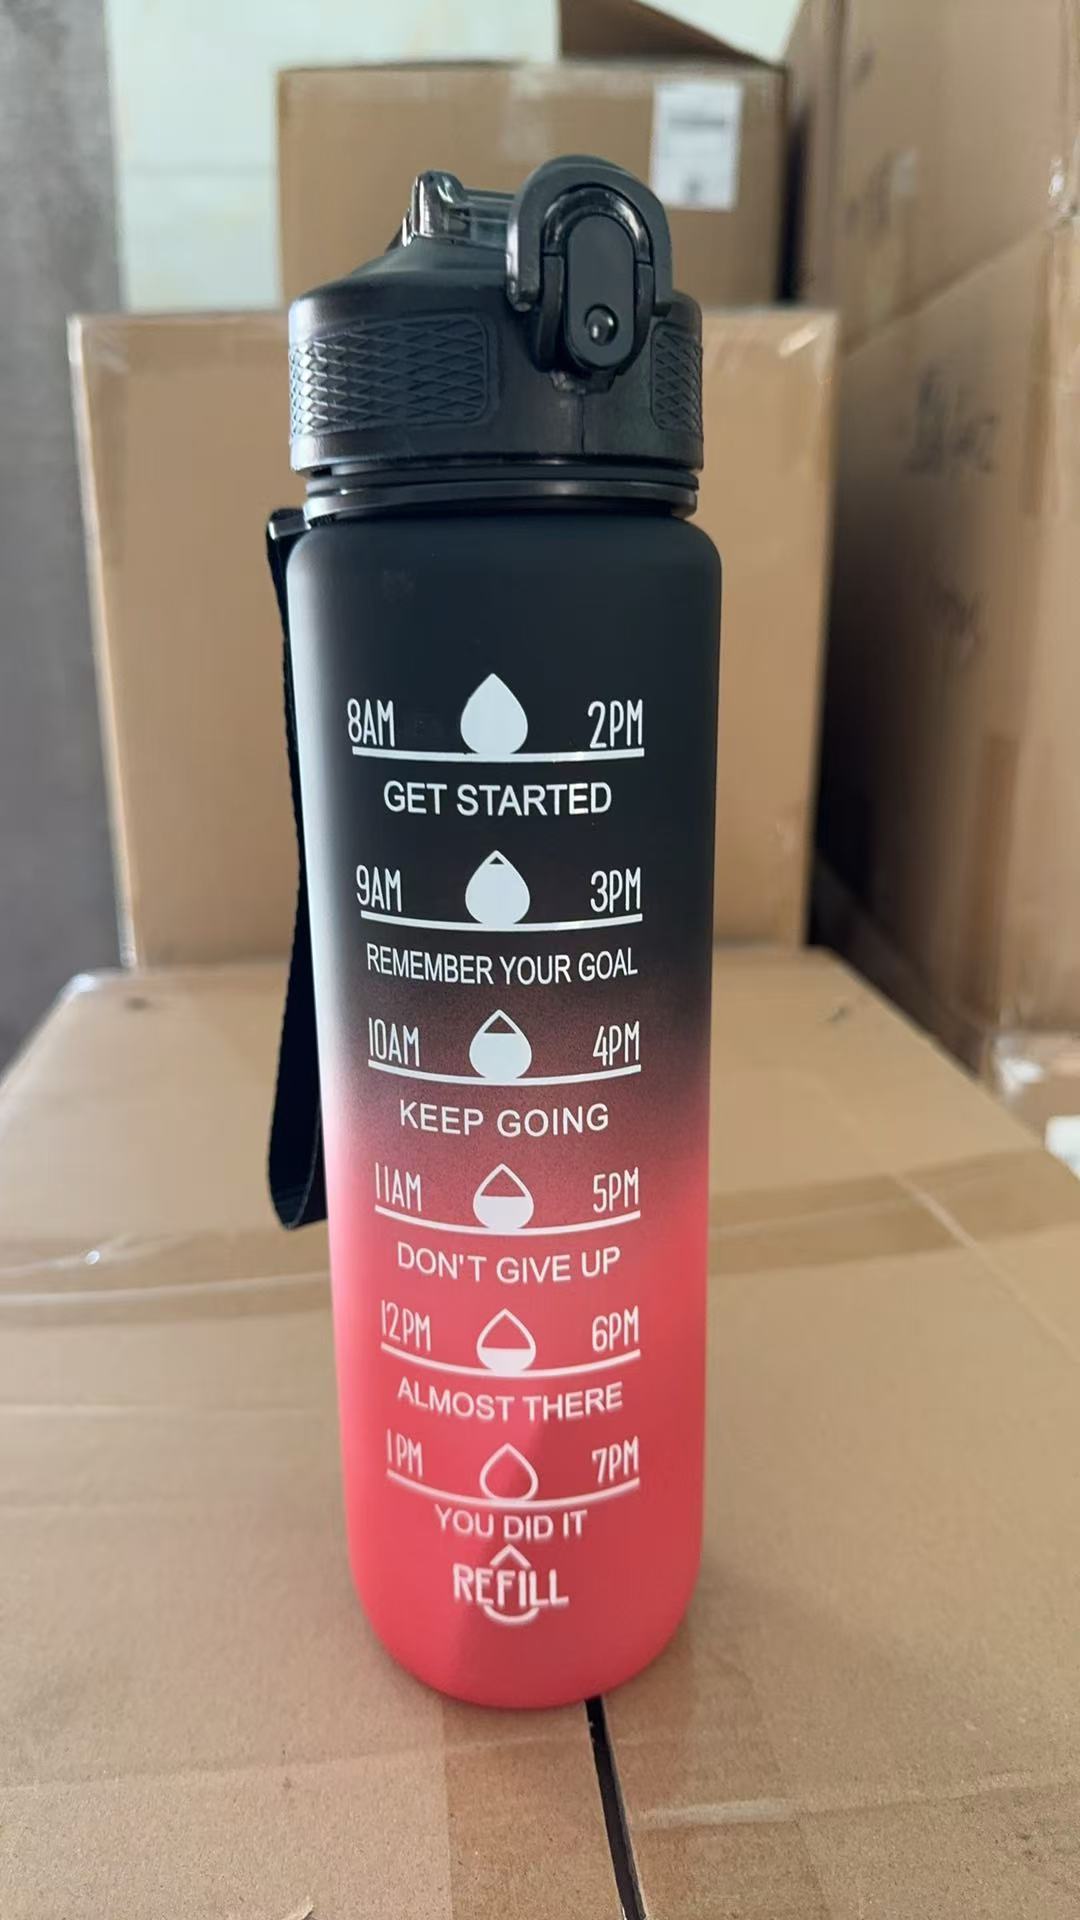 8AM 2PM
GET STARTED
9AM 3PM
REMEMBER YOUR GOAL
10AM 4PM
KEEP GOING
11AM 5PM
DON'T GIVE UP
12PM 6PM
ALMOST THERE
1PM 7PM
YOU DID IT
REFILL